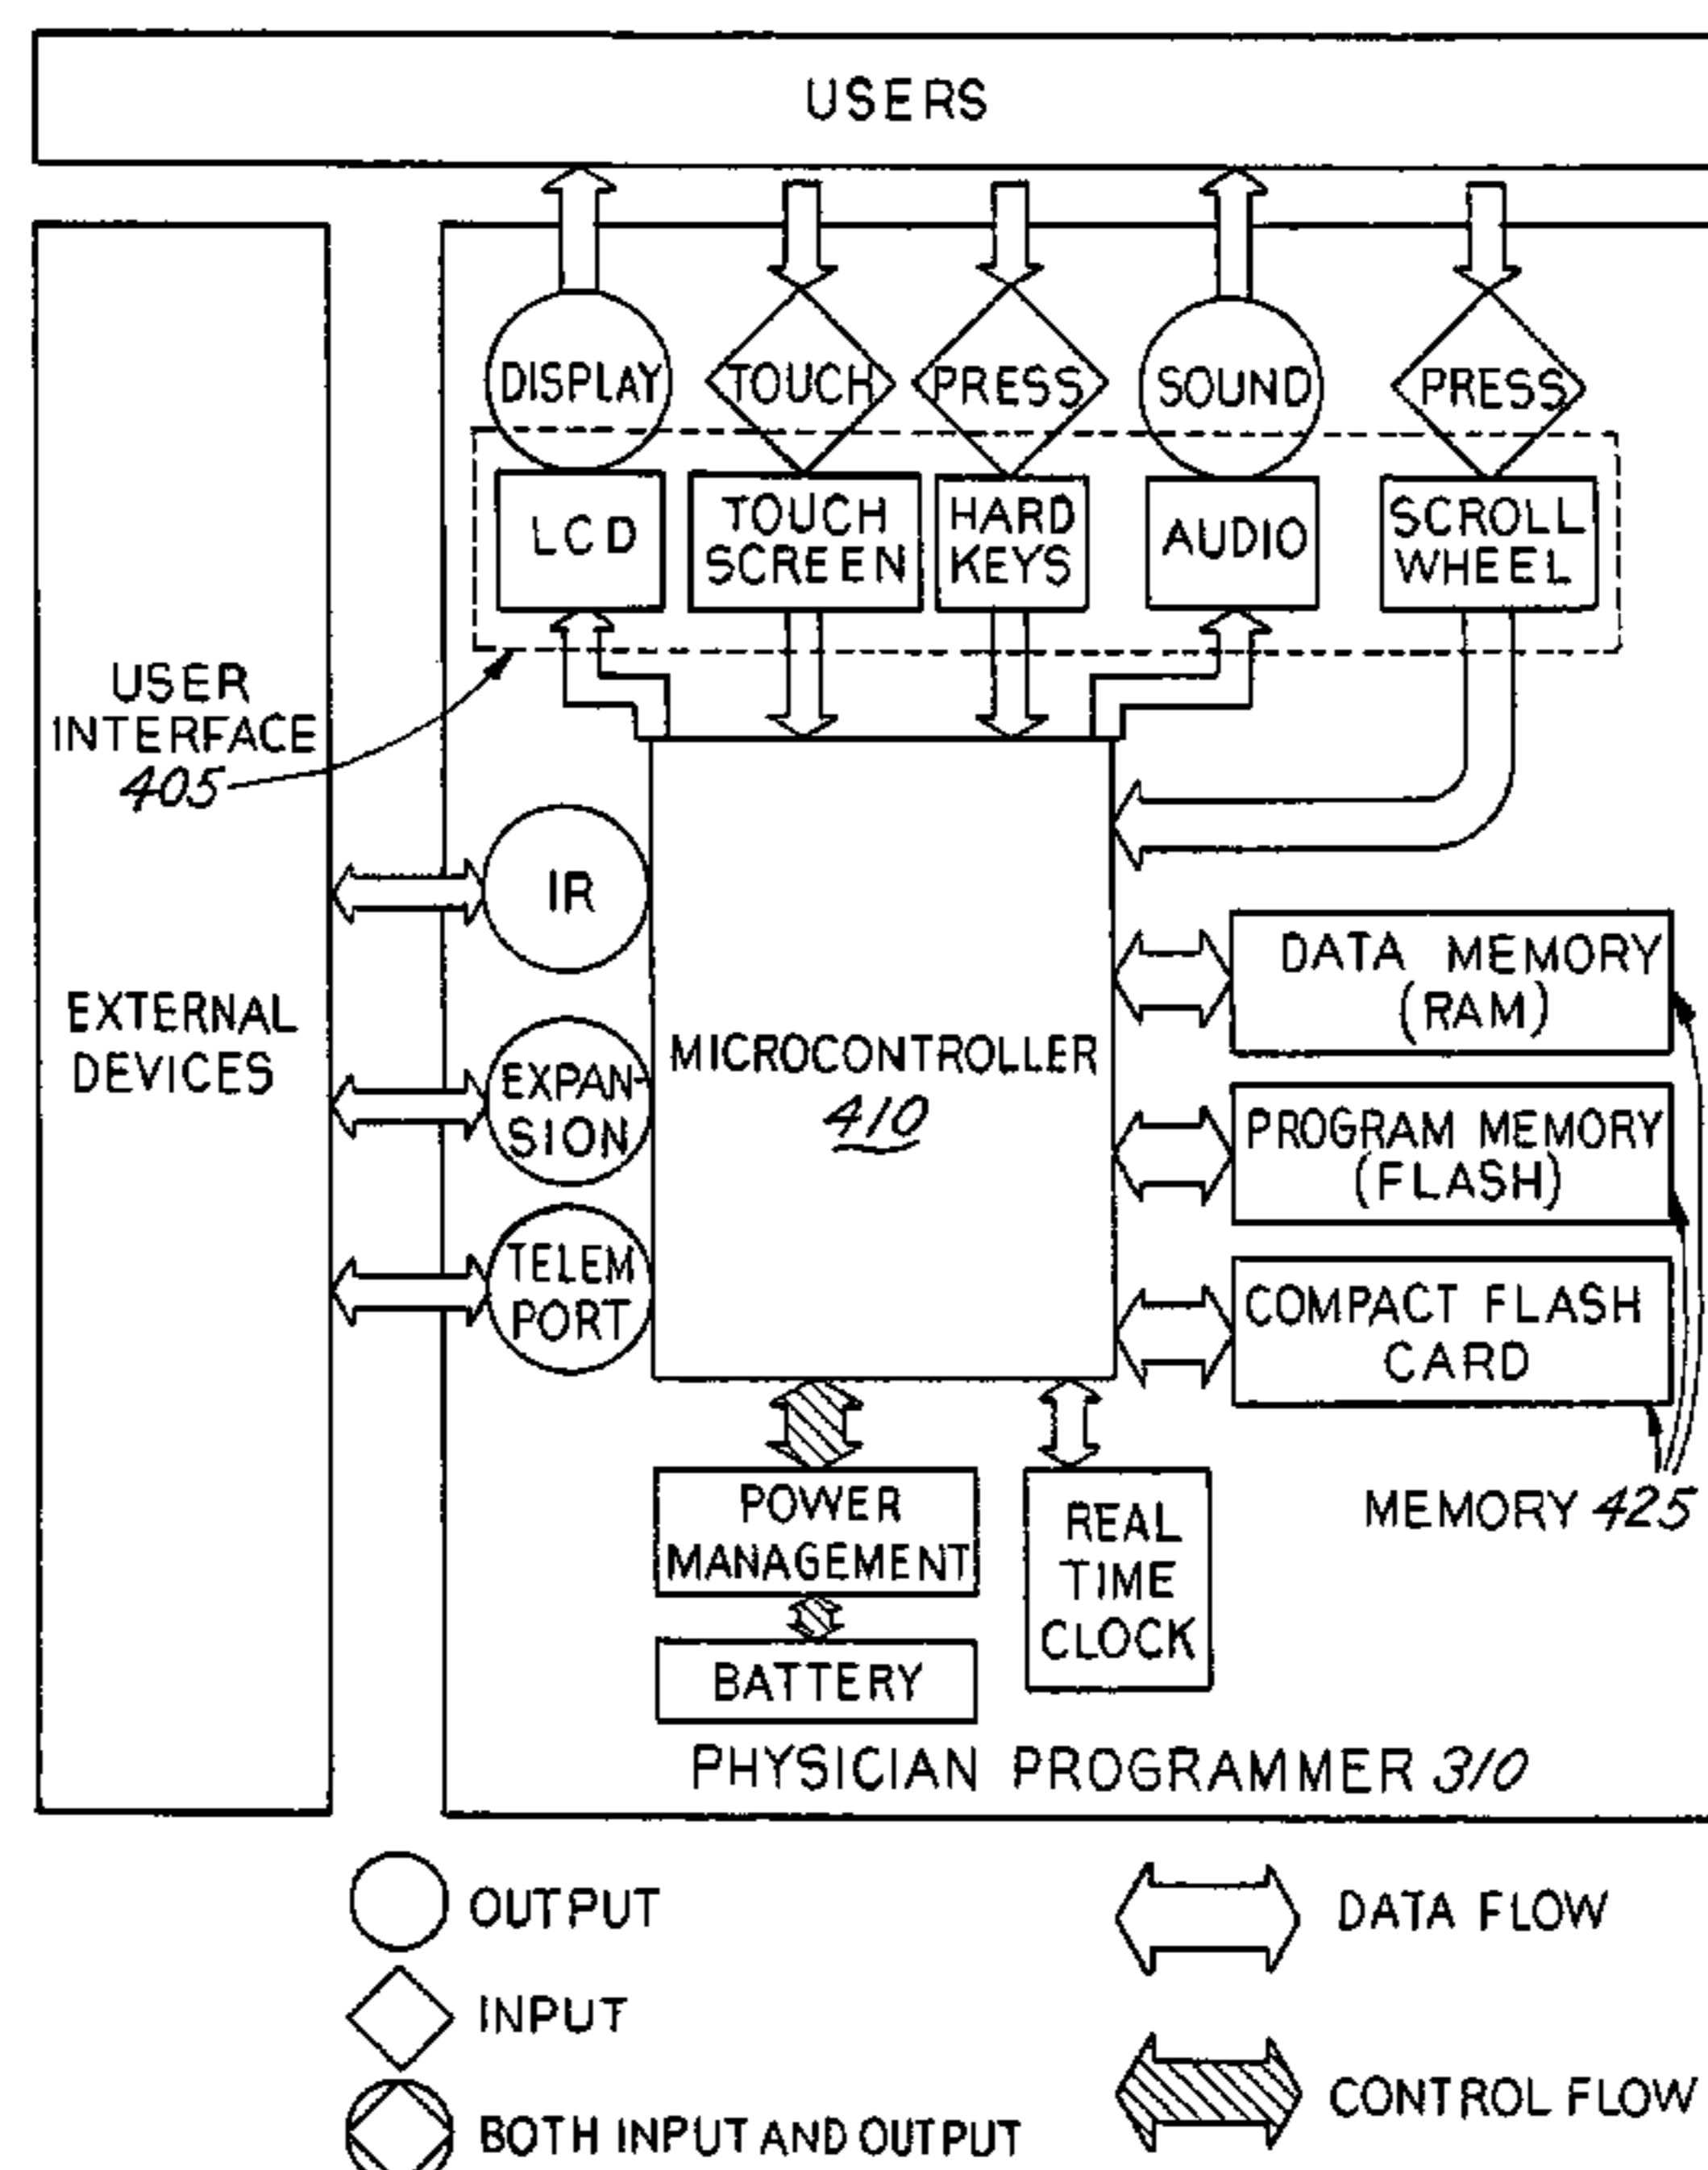 USERS
DISPLAY
TOUCH
PRESS
SOUND
PRESS
LCD
TOUCH
SCREEN
HARD
KEYS
AUDIO
SCROLL
WHEEL
USER
INTERFACE
405
EXTERNAL
DEVICES
IR
EXPAN-
SION
TELEM
PORT
MICROCONTROLLER
410
DATA MEMORY
(RAM)
PROGRAM MEMORY
(FLASH)
COMPACT FLASH
CARD
MEMORY 425
POWER
MANAGEMENT
BATTERY
REAL
TIME
CLOCK
PHYSICIAN PROGRAMMER 310
OUTPUT
INPUT
BOTH INPUT AND OUTPUT
DATA FLOW
CONTROL FLOW